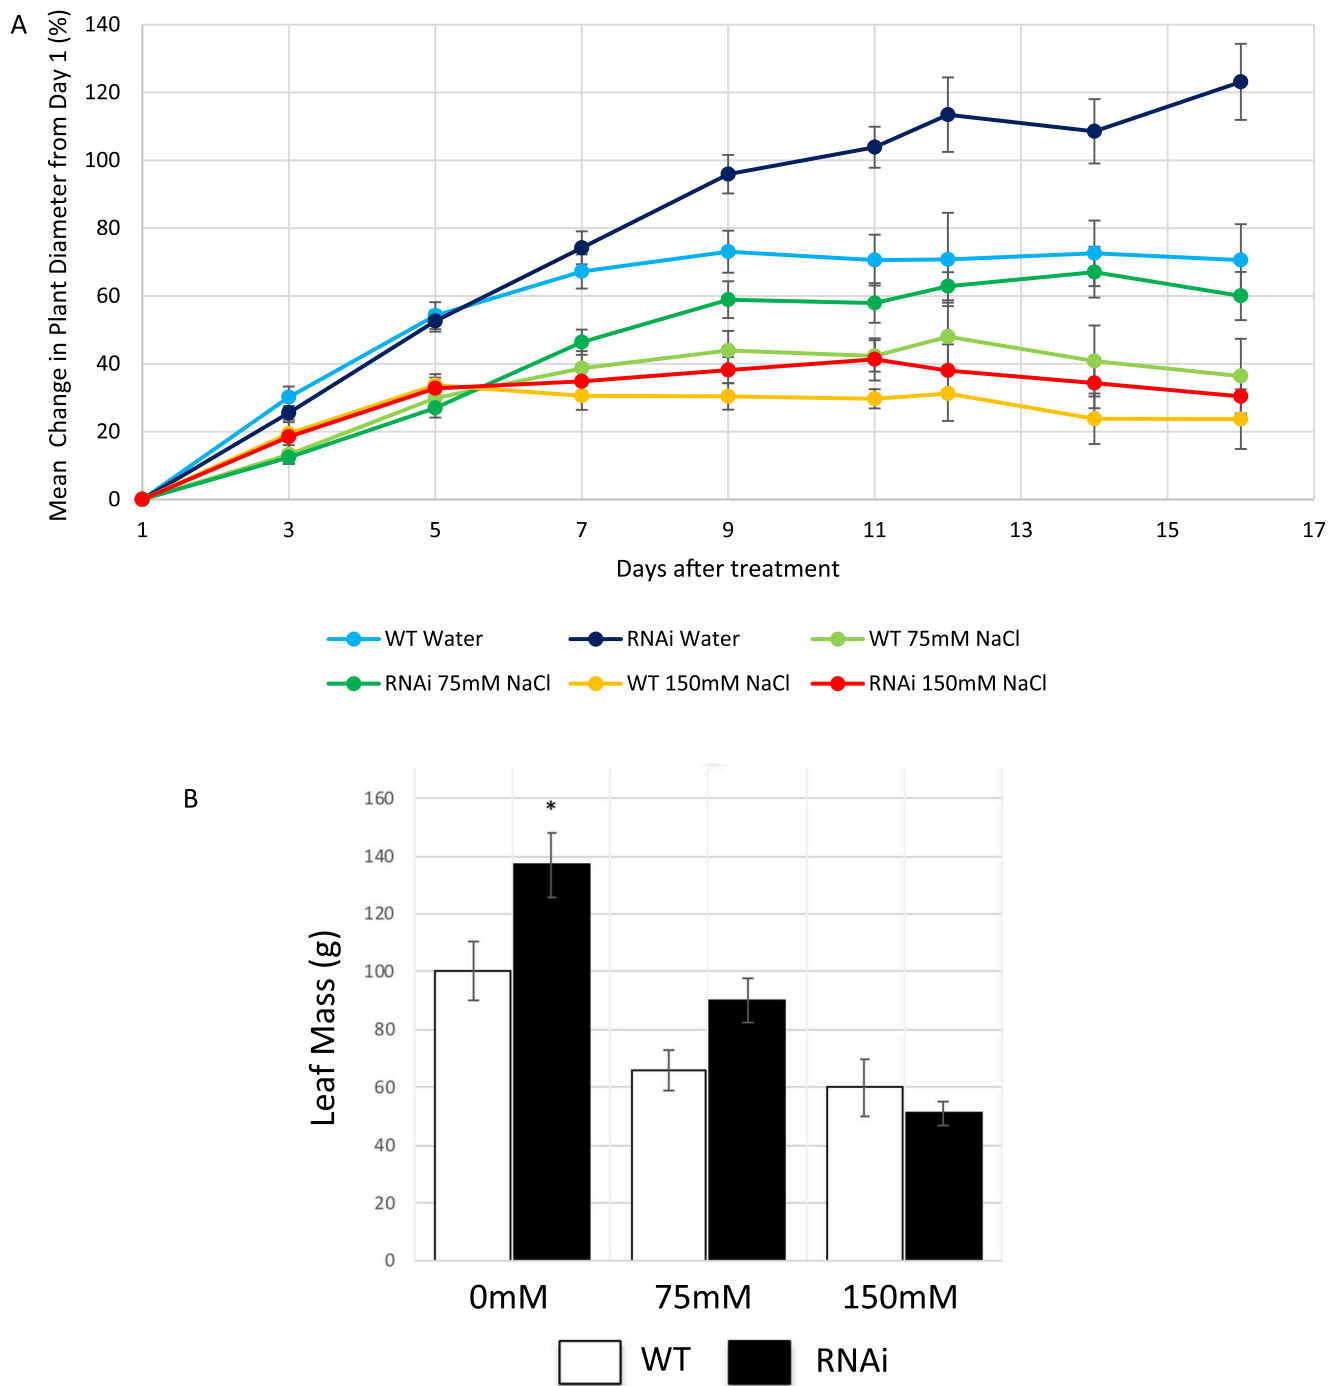 A
Mean Change in Plant Diameter from Day 1 (%)
140
120
100
80
60
40
20
0
1 3 5 7 9 11 13 15 17
Days after treatment
WT Water RNAi Water WT 75mM NaCl
RNAi 75mM NaCl WT 150mM NaCl RNAi 150mM NaCl
B
Leaf Mass (g)
160
*
140
120
100
80
60
40
20
0
0mM 75mM 150mM
WT RNAi